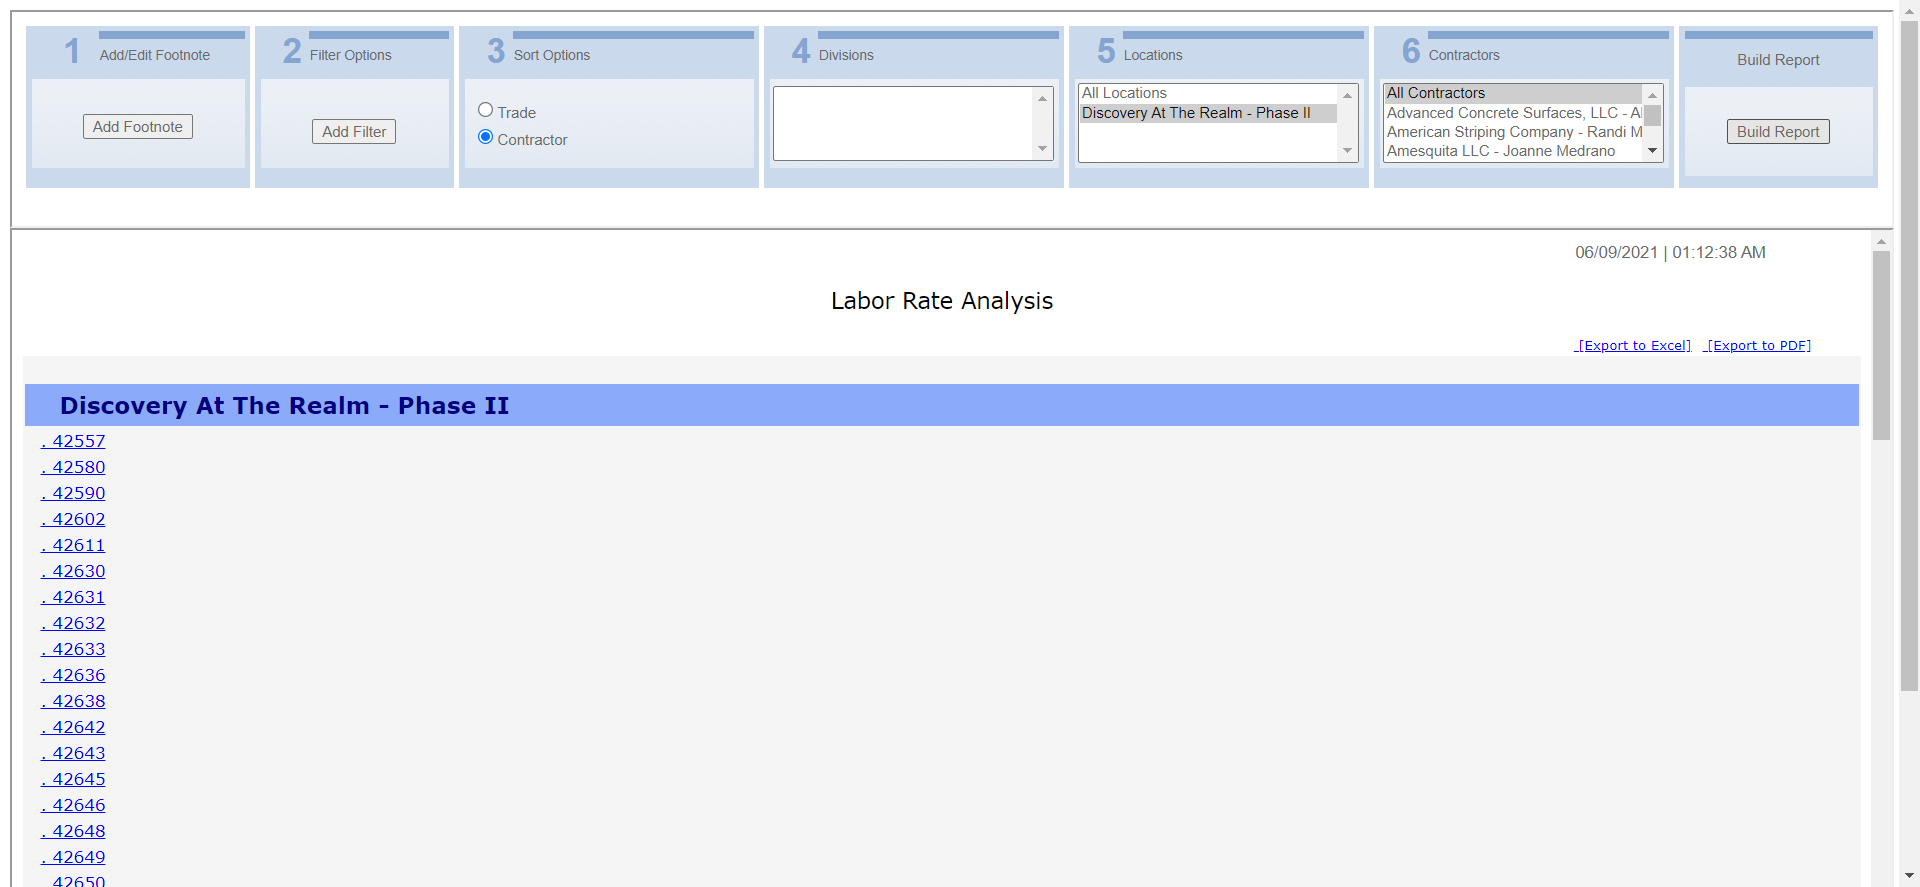 1 Add/Edit Footnote
Add Footnote
2 Filter Options
Add Filter
3 Sort Options
Trade
Contractor
4 Divisions
5 Locations
All Locations
Discovery At The Realm - Phase II
6 Contractors
All Contractors
Advanced Concrete Surfaces, LLC - A
American Striping Company - Randi M
Amesquita LLC - Joanne Medrano
Build Report
Build Report
06/09/2021 | 01:12:38 AM
Labor Rate Analysis
[Export to Excel] [Export to PDF]
Discovery At The Realm - Phase II
. 42557
. 42580
. 42590
. 42602
. 42611
. 42630
. 42631
. 42632
. 42633
. 42636
. 42638
. 42642
. 42643
. 42645
. 42646
. 42648
. 42649
. 42650